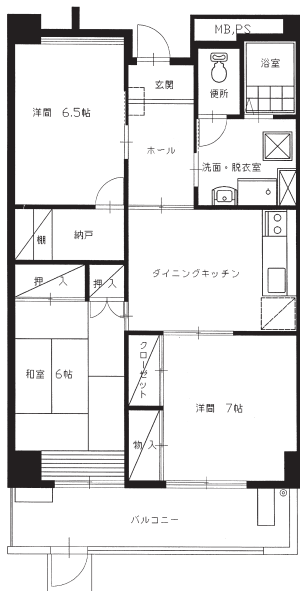 MB,PS
浴室
玄関
便所
洋間 6.5帖
ホール
洗面・脱衣室
棚
納戸
ダイニングキッチン
押入
押入
クローゼット
和室 6帖
洋間 7帖
物入
バルコニー